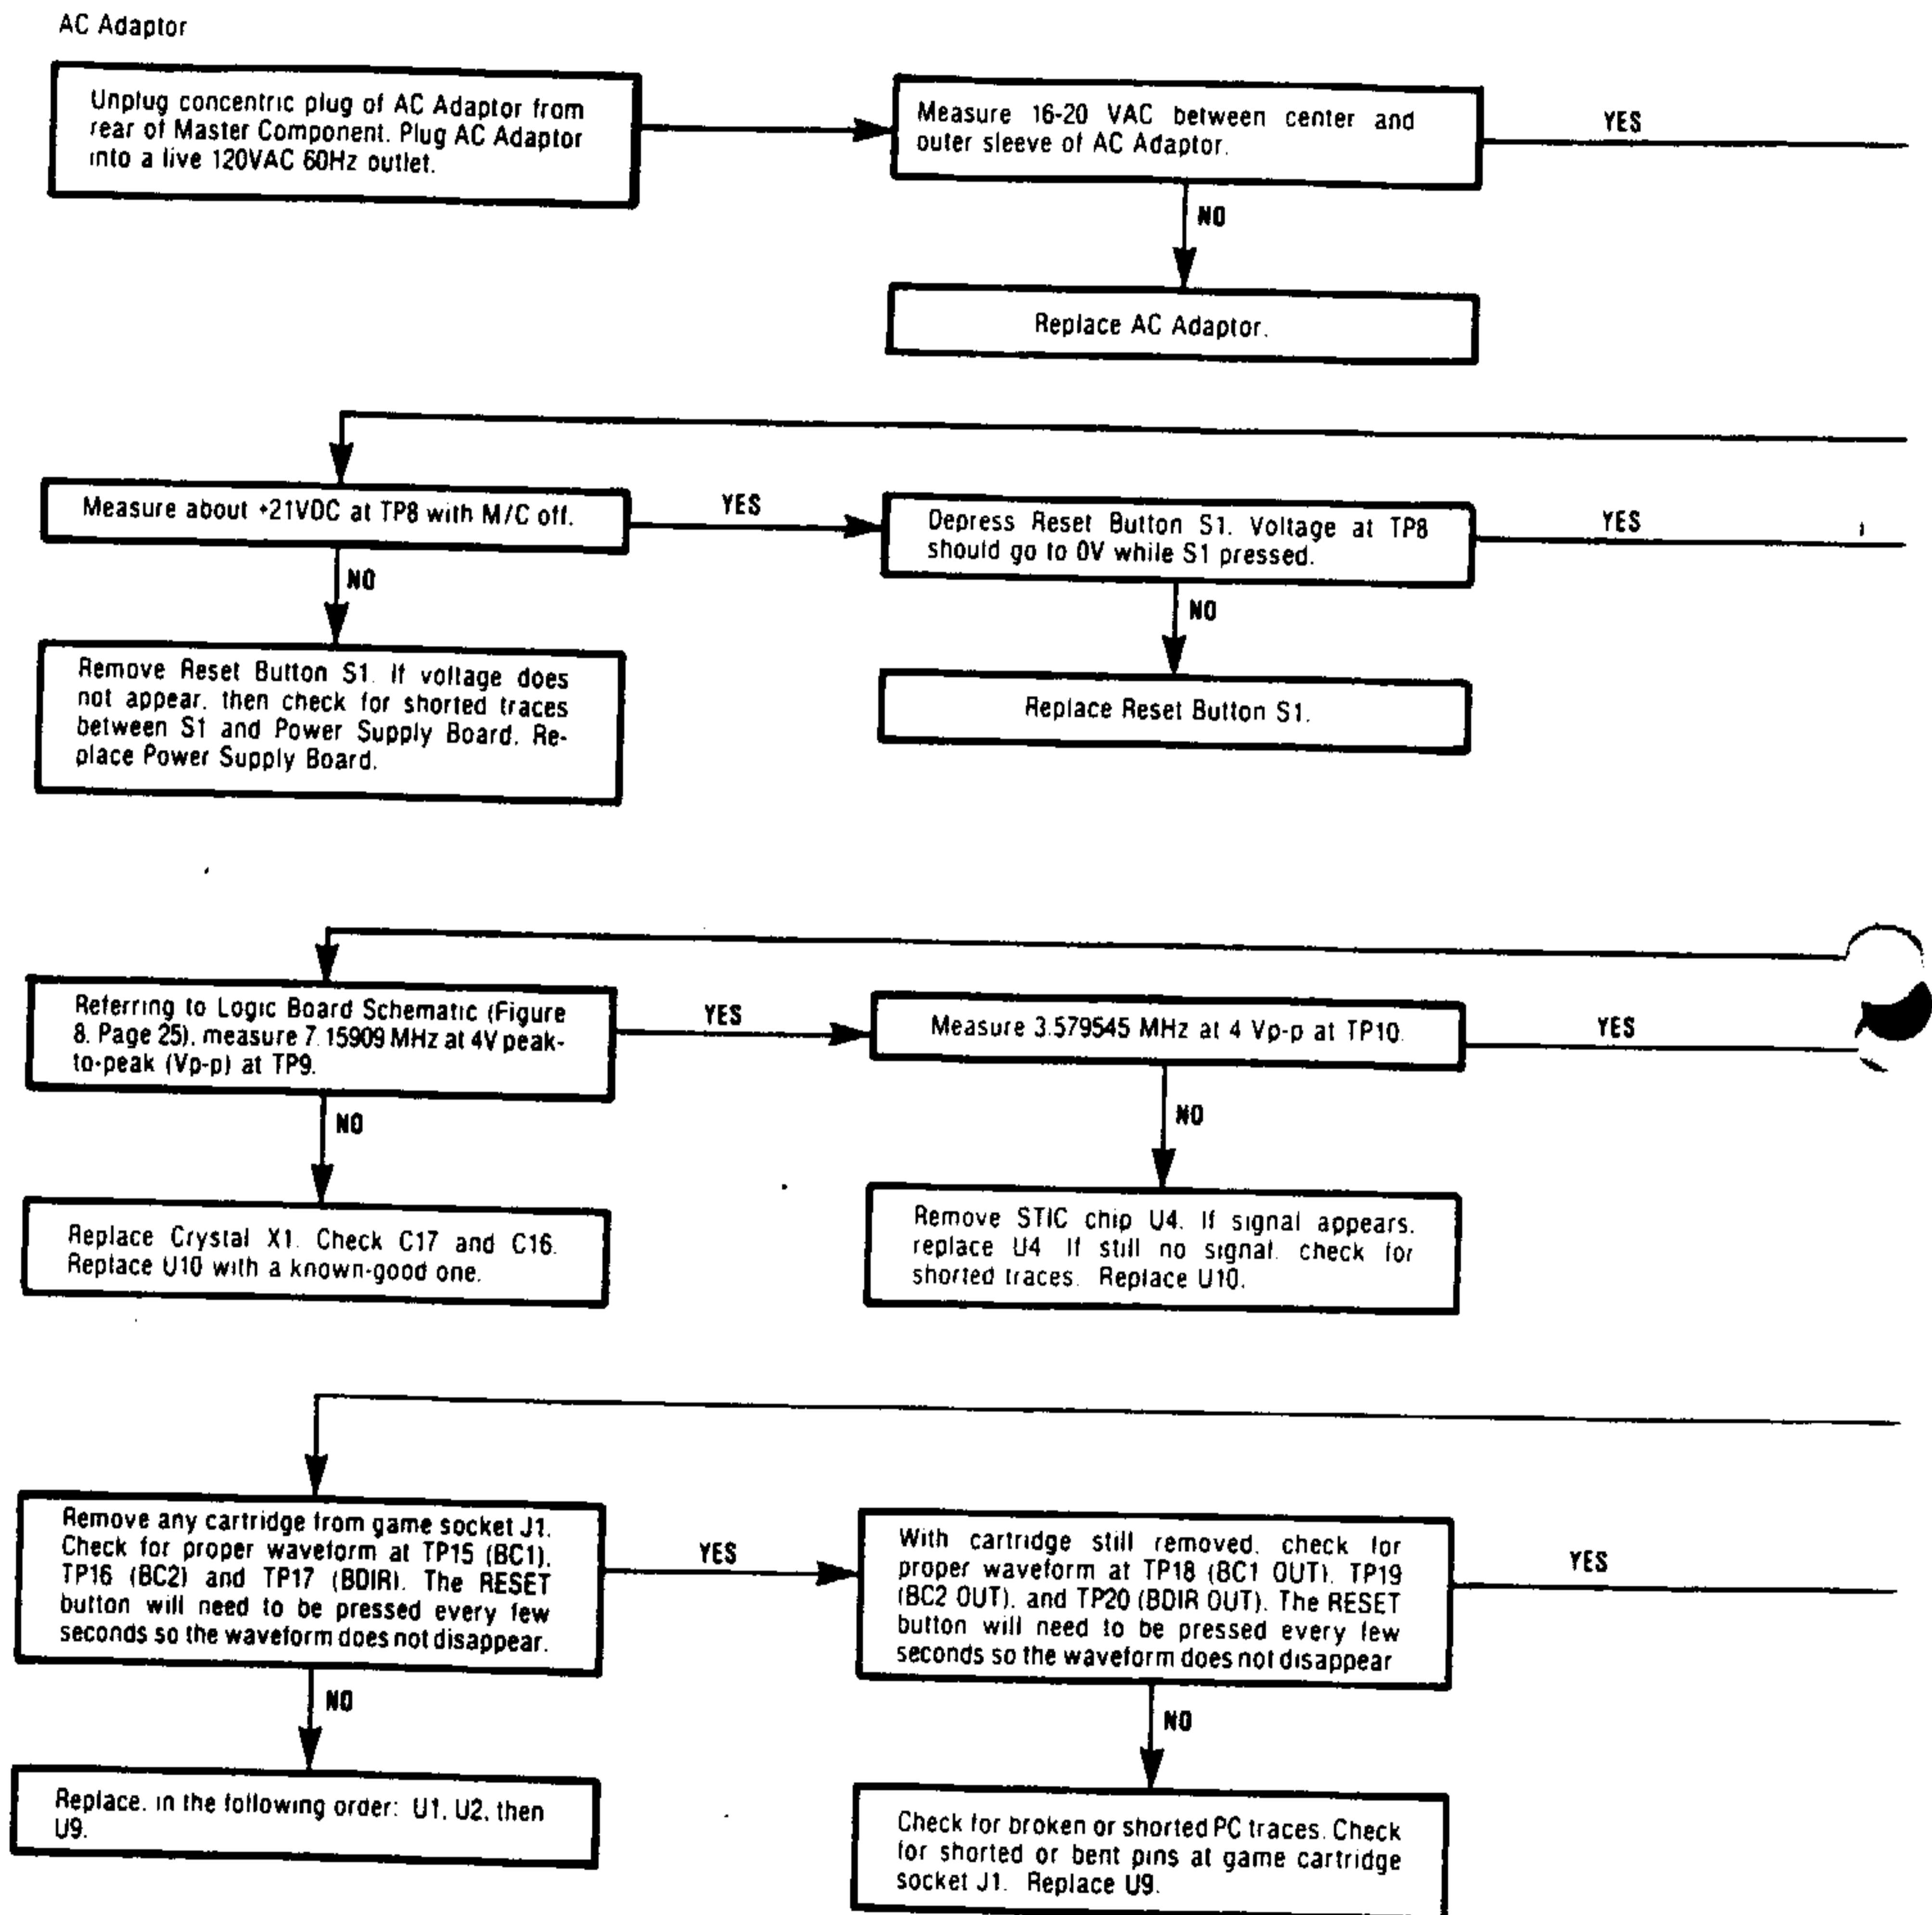 AC Adaptor
Unplug concentric plug of AC Adaptor from
rear of Master Component. Plug AC Adaptor
into a live 120VAC 60Hz outlet.
Measure 16-20 VAC between center and
outer sleeve of AC Adaptor.
YES
NO
Replace AC Adaptor.
Measure about +21VDC at TP8 with M/C off.
YES
Depress Reset Button S1. Voltage at TP8
should go to 0V while S1 pressed.
YES
NO
NO
Remove Reset Button S1. If voltage does
not appear, then check for shorted traces
between S1 and Power Supply Board. Re-
place Power Supply Board.
Replace Reset Button S1.
Referring to Logic Board Schematic (Figure
8, Page 25), measure 7.15909 MHz at 4V peak-
to-peak (Vp-p) at TP9.
YES
Measure 3.579545 MHz at 4 Vp-p at TP10.
YES
NO
NO
Replace Crystal X1. Check C17 and C16.
Replace U10 with a known-good one.
Remove STIC chip U4. If signal appears,
replace U4. If still no signal, check for
shorted traces. Replace U10.
Remove any cartridge from game socket J1.
Check for proper waveform at TP15 (BC1),
TP16 (BC2) and TP17 (BDIR). The RESET
button will need to be pressed every few
seconds so the waveform does not disappear.
YES
With cartridge still removed, check for
proper waveform at TP18 (BC1 OUT), TP19
(BC2 OUT), and TP20 (BDIR OUT). The RESET
button will need to be pressed every few
seconds so the waveform does not disappear
YES
NO
NO
Replace, in the following order: U1, U2, then
U9.
Check for broken or shorted PC traces. Check
for shorted or bent pins at game cartridge
socket J1. Replace U9.